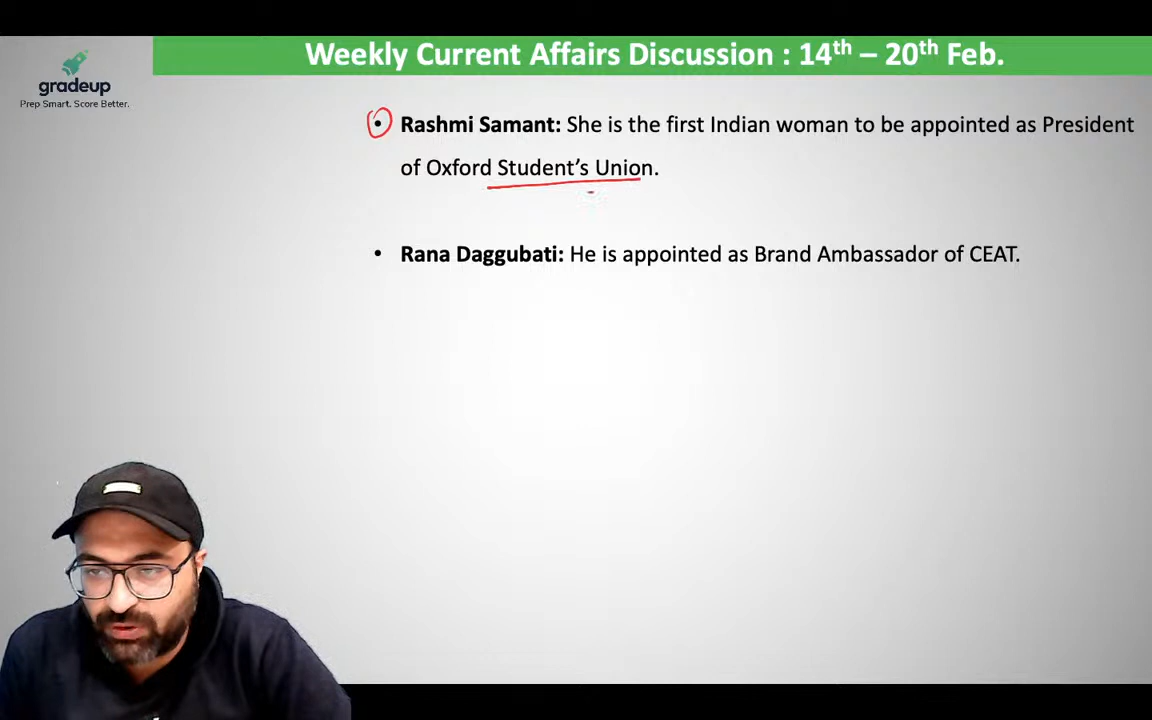 Weekly Current Affairs Discussion : 14th – 20th Feb.
gradeup
Prep Smart. Score Better.
• Rashmi Samant: She is the first Indian woman to be appointed as President
of Oxford Student’s Union.
• Rana Daggubati: He is appointed as Brand Ambassador of CEAT.